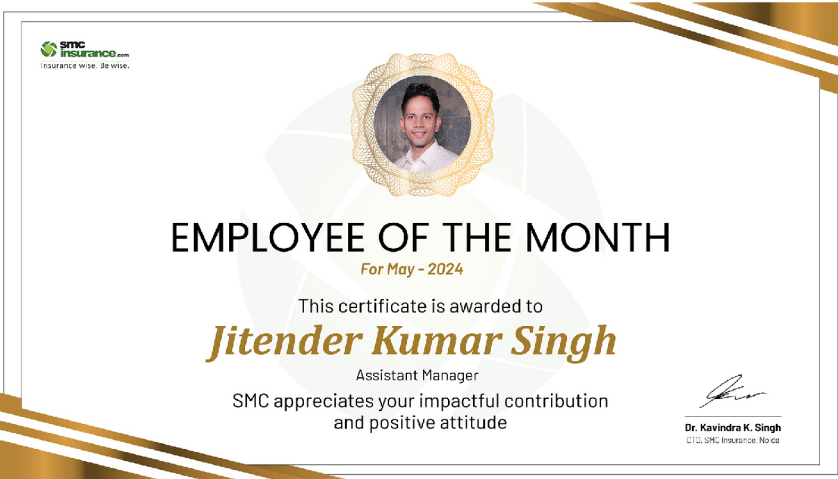 smc
insurance.com
Insurance wise. Be wise.
EMPLOYEE OF THE MONTH
For May - 2024
This certificate is awarded to
Jitender Kumar Singh
Assistant Manager
SMC appreciates your impactful contribution
and positive attitude
Dr. Kavindra K. Singh
CTO, SMC Insurance, Noida